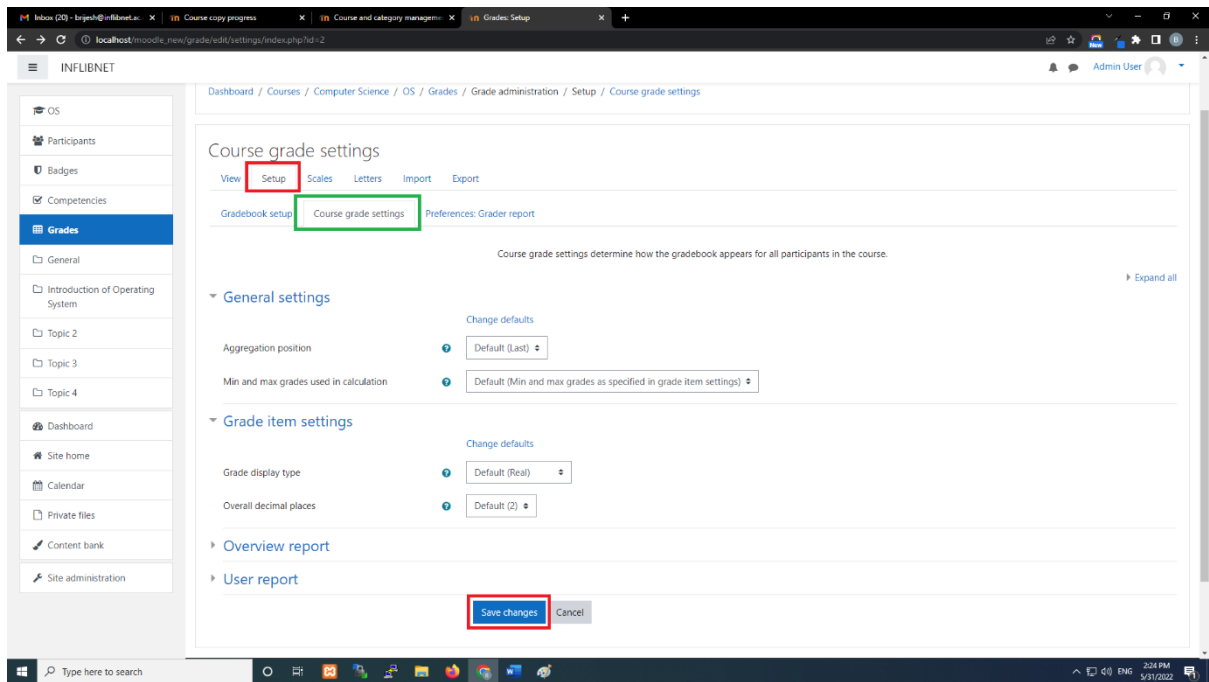 Inbox (20) - brijesh@inflibnet.ac. X
Course copy progress X
Course and category manageme X
Grades: Setup X +
localhost/moodle_new/grade/edit/settings/index.php?id=2
New
B
INFLIBNET
Admin User
Dashboard / Courses / Computer Science / OS / Grades / Grade administration / Setup / Course grade settings
OS
Participants
Badges
Competencies
Grades
General
Introduction of Operating
System
Topic 2
Topic 3
Topic 4
Dashboard
Site home
Calendar
Private files
Content bank
Site administration
Course grade settings
View Setup Scales Letters Import Export
Gradebook setup Course grade settings Preferences: Grader report
Course grade settings determine how the gradebook appears for all participants in the course.
Expand all
General settings
Change defaults
Aggregation position Default (Last)
Min and max grades used in calculation Default (Min and max grades as specified in grade item settings)
Grade item settings
Change defaults
Grade display type Default (Real)
Overall decimal places Default (2)
Overview report
User report
Save changes Cancel
Type here to search
ENG
2:24 PM
5/31/2022